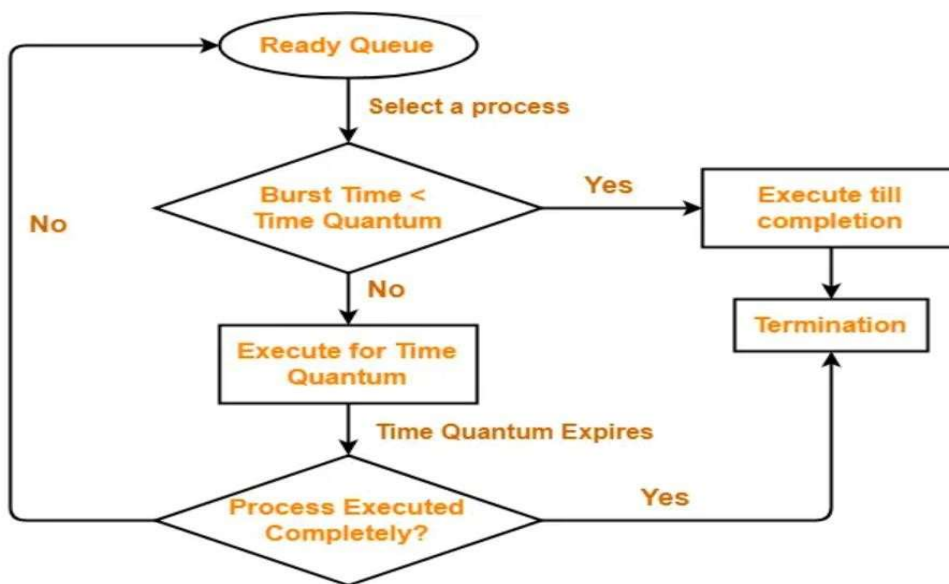 Ready Queue
Select a process
Burst Time <
Time Quantum
Yes
Execute till
completion
No
No
Termination
Execute for Time
Quantum
Time Quantum Expires
Process Executed
Completely?
Yes